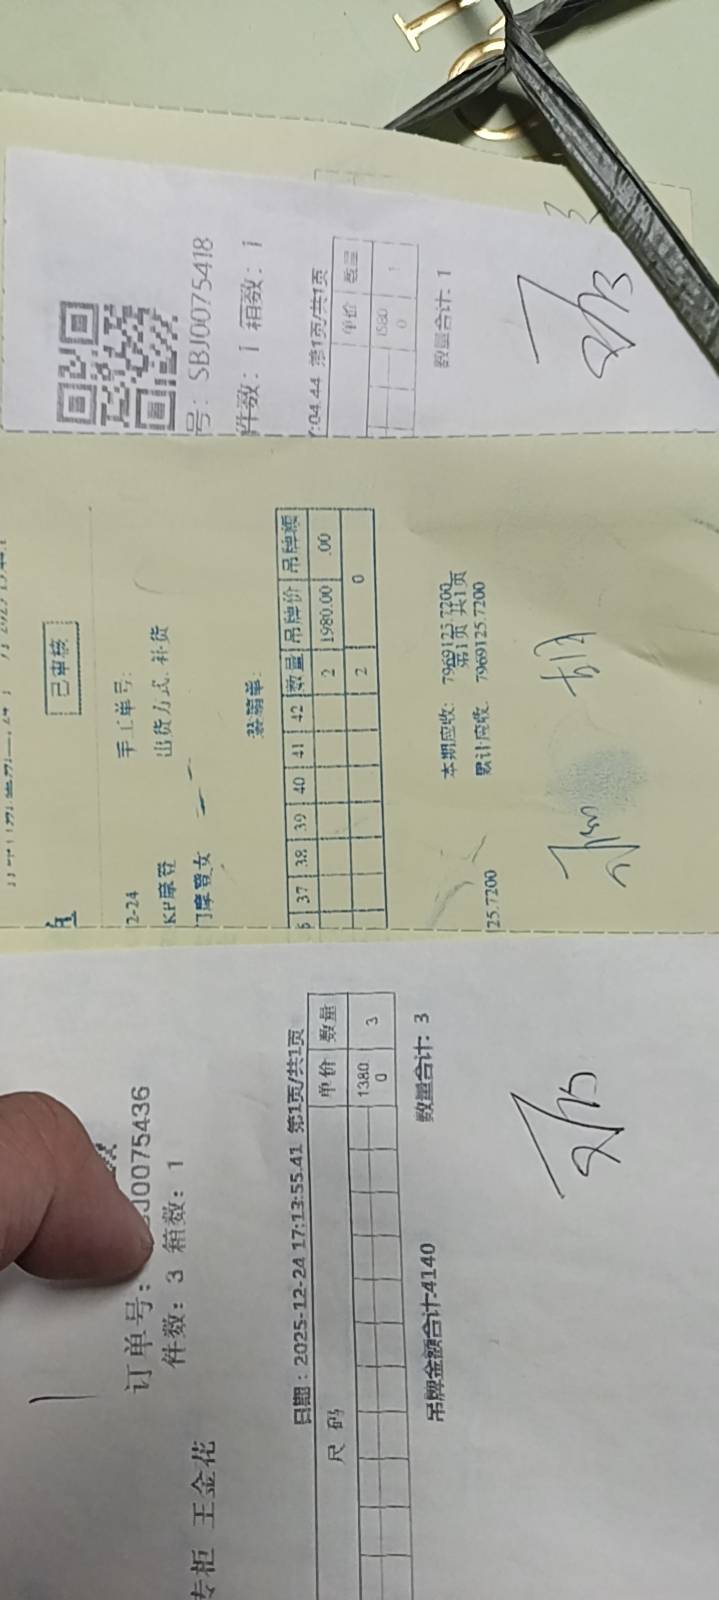 号: SBJ0075418
件数: 1 箱数: 1
:04.44 第1页/共1页
单价 数量
1580 1
0
数量合计: 1
已审核
手工单号:
2-24
出货方式: 补货
KP摩登
门摩登女
装箱单:
37 38 39 40 41 42 数量 吊牌价 吊牌额
2 1980.00 .00
2 0
本期应收: 7969125.7200
第1页 共1页
累计应收: 7969125.7200
25.7200
订单号: J0075436
件数: 3 箱数: 1
专柜 王金花
日期: 2025-12-24 17:13:55.41 第1页/共1页
尺码 单价 数量
1380 3
0
吊牌金额合计:4140 数量合计: 3